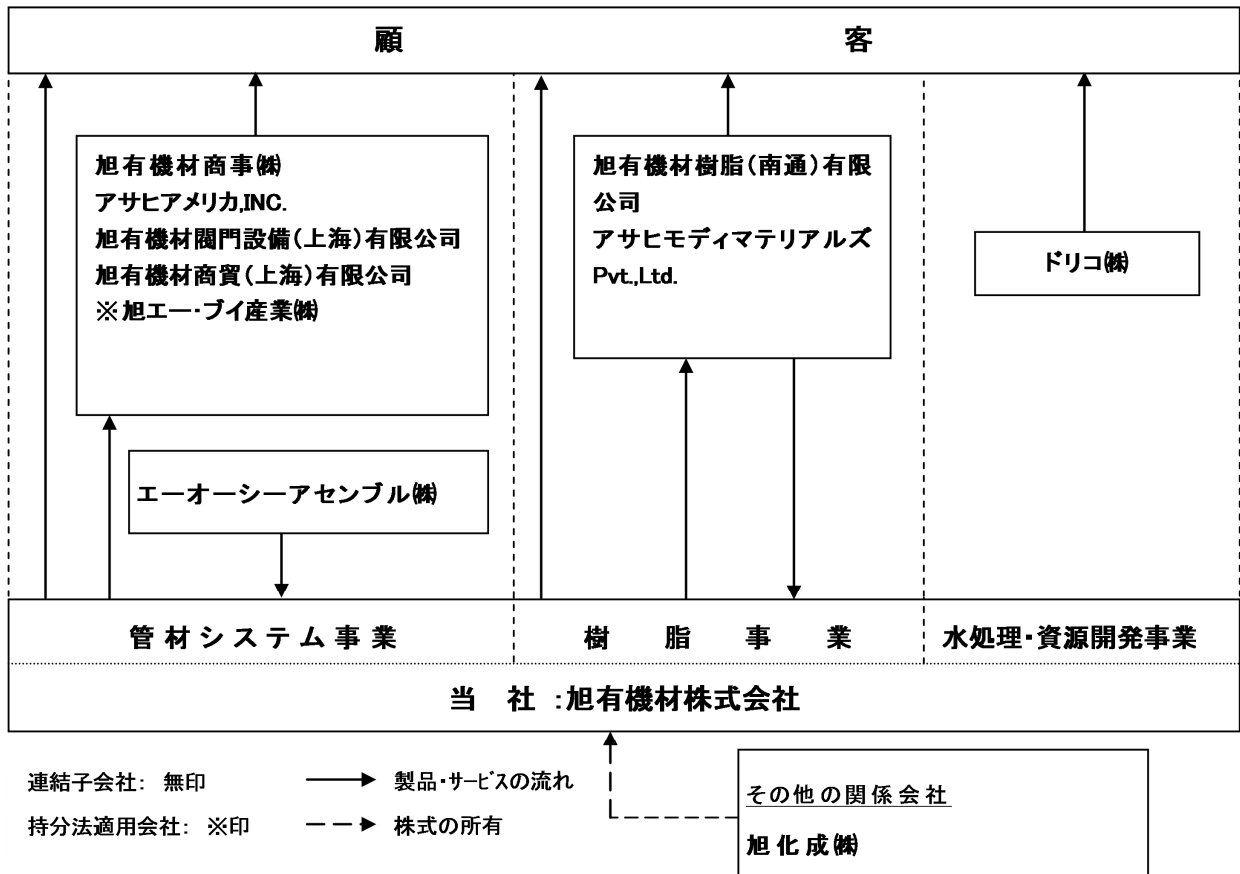 顧客
旭有機材商事㈱
アサヒアメリカ,INC.
旭有機材閥門設備(上海)有限公司
旭有機材商貿(上海)有限公司
※旭エー・ブイ産業㈱
エーオーシーアセンブル㈱
旭有機材樹脂(南通)有限
公司
アサヒモディマテリアルズ
Pvt.,Ltd.
ドリコ㈱
管材システム事業
樹脂事業
水処理・資源開発事業
当 社 :旭有機材株式会社
連結子会社: 無印
製品・サービスの流れ
持分法適用会社: ※印
株式の所有
その他の関係会社
旭化成㈱